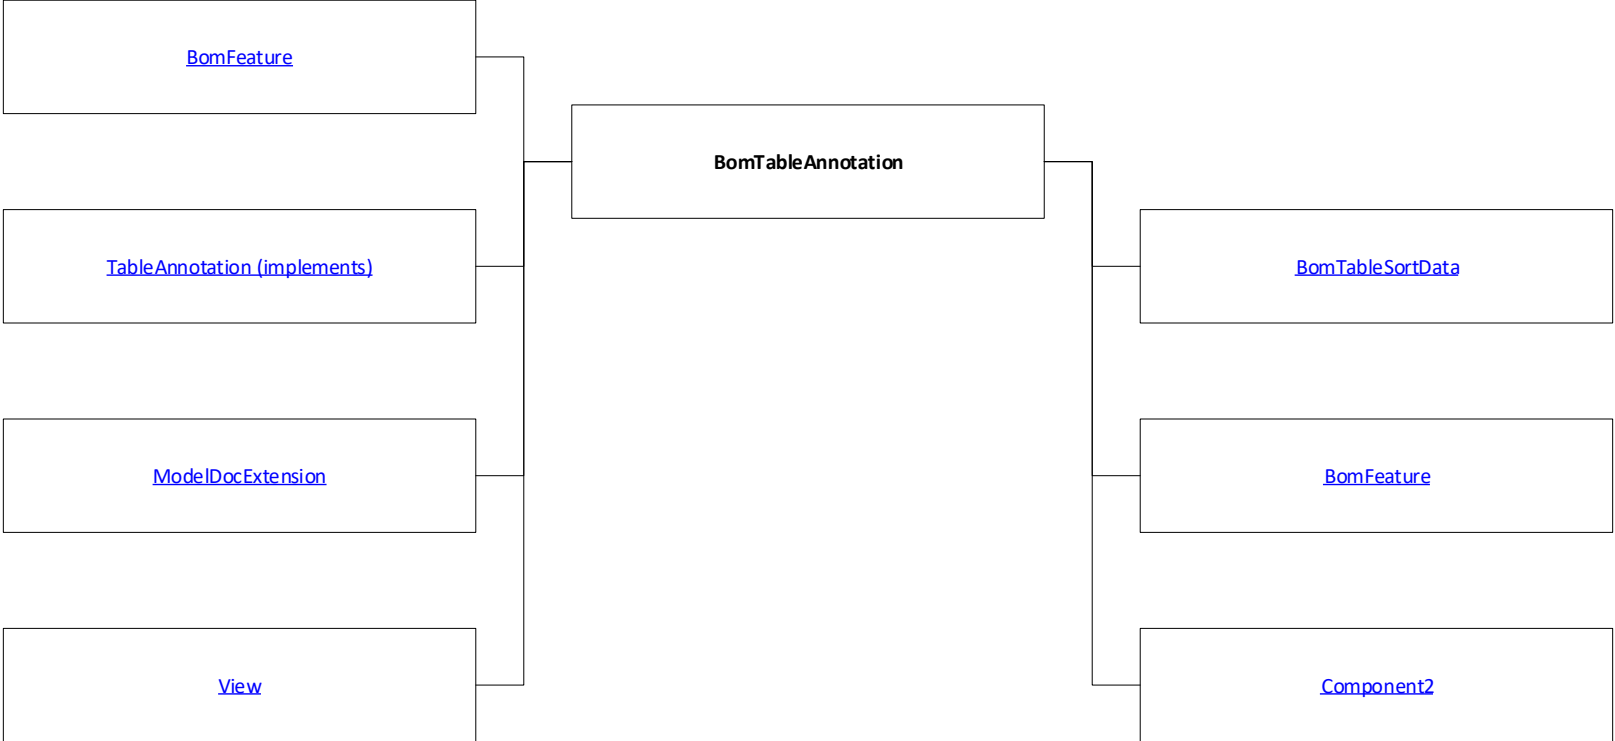 BomFeature
BomTableAnnotation
TableAnnotation (implements)
BomTableSortData
ModelDocExtension
BomFeature
View
Component2